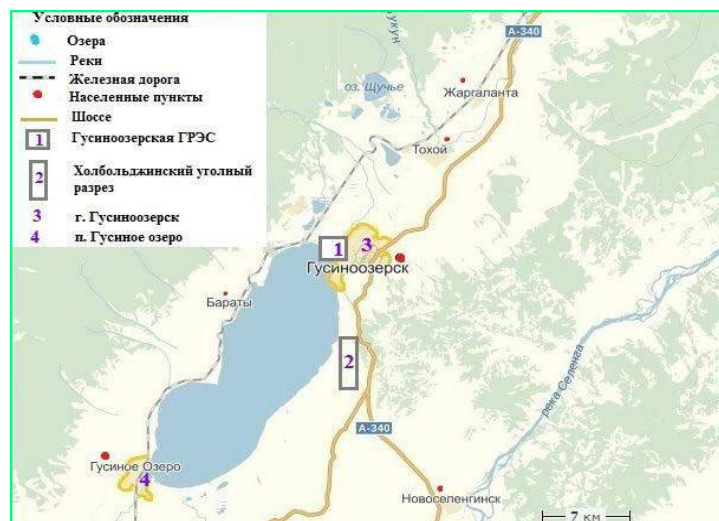 Условные обозначения
Озера
Реки
Железная дорога
Населенные пункты
Шоссе
1 Гусиноозерская ГРЭС
2 Холбольджинский уголный
разрез
3 г. Гусиноозерск
4 п. Гусиное озеро
А-340
оз. Щучье
Жаргаланта
Тохой
1
3
Гусиноозерск
Бараты
2
река Селенга
А-340
Гусиное Озеро
4
Новоселенгинск
7 км